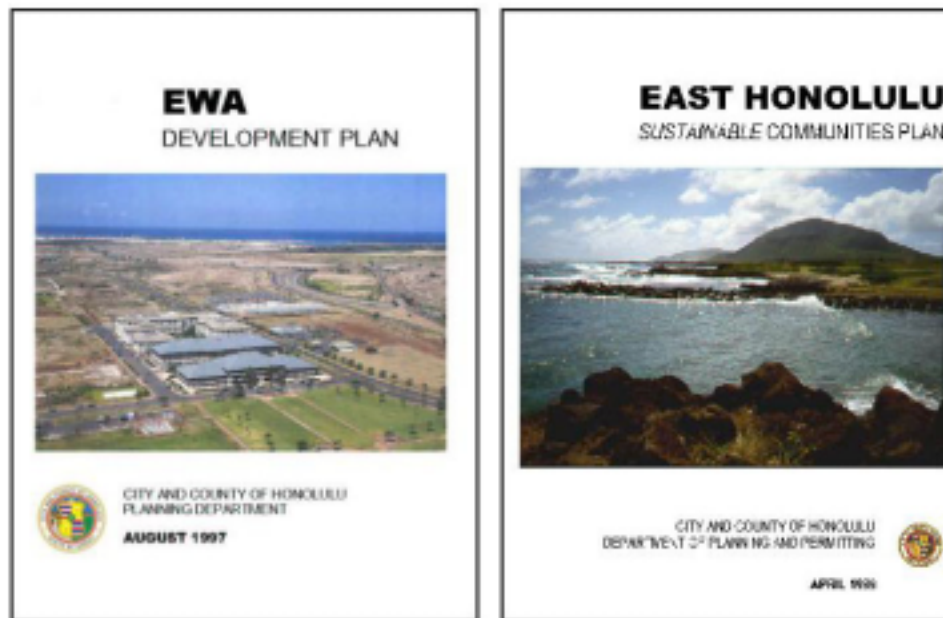 EWA
DEVELOPMENT PLAN
CITY AND COUNTY OF HONOLULU
PLANNING DEPARTMENT
AUGUST 1997
EAST HONOLULU
SUSTAINABLE COMMUNITIES PLAN
CITY AND COUNTY OF HONOLULU
DEPARTMENT OF PLANNING AND PERMITTING
APRIL